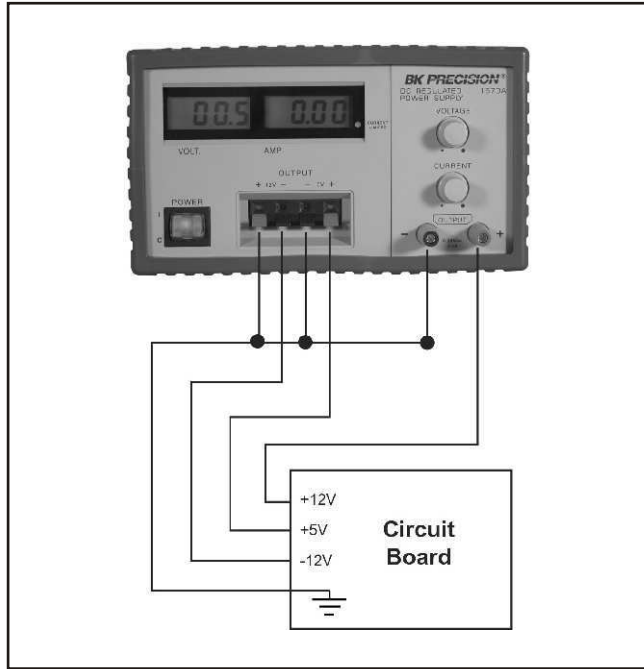 BK PRECISION®
DC REGULATED 1670A
POWER SUPPLY
VOLTAGE
00.5 0.00
VOLT. AMP
CURRENT
OUTPUT
+ 12V - - 5V +
POWER
OUTPUT
- +
+12V
+5V
-12V
Circuit
Board